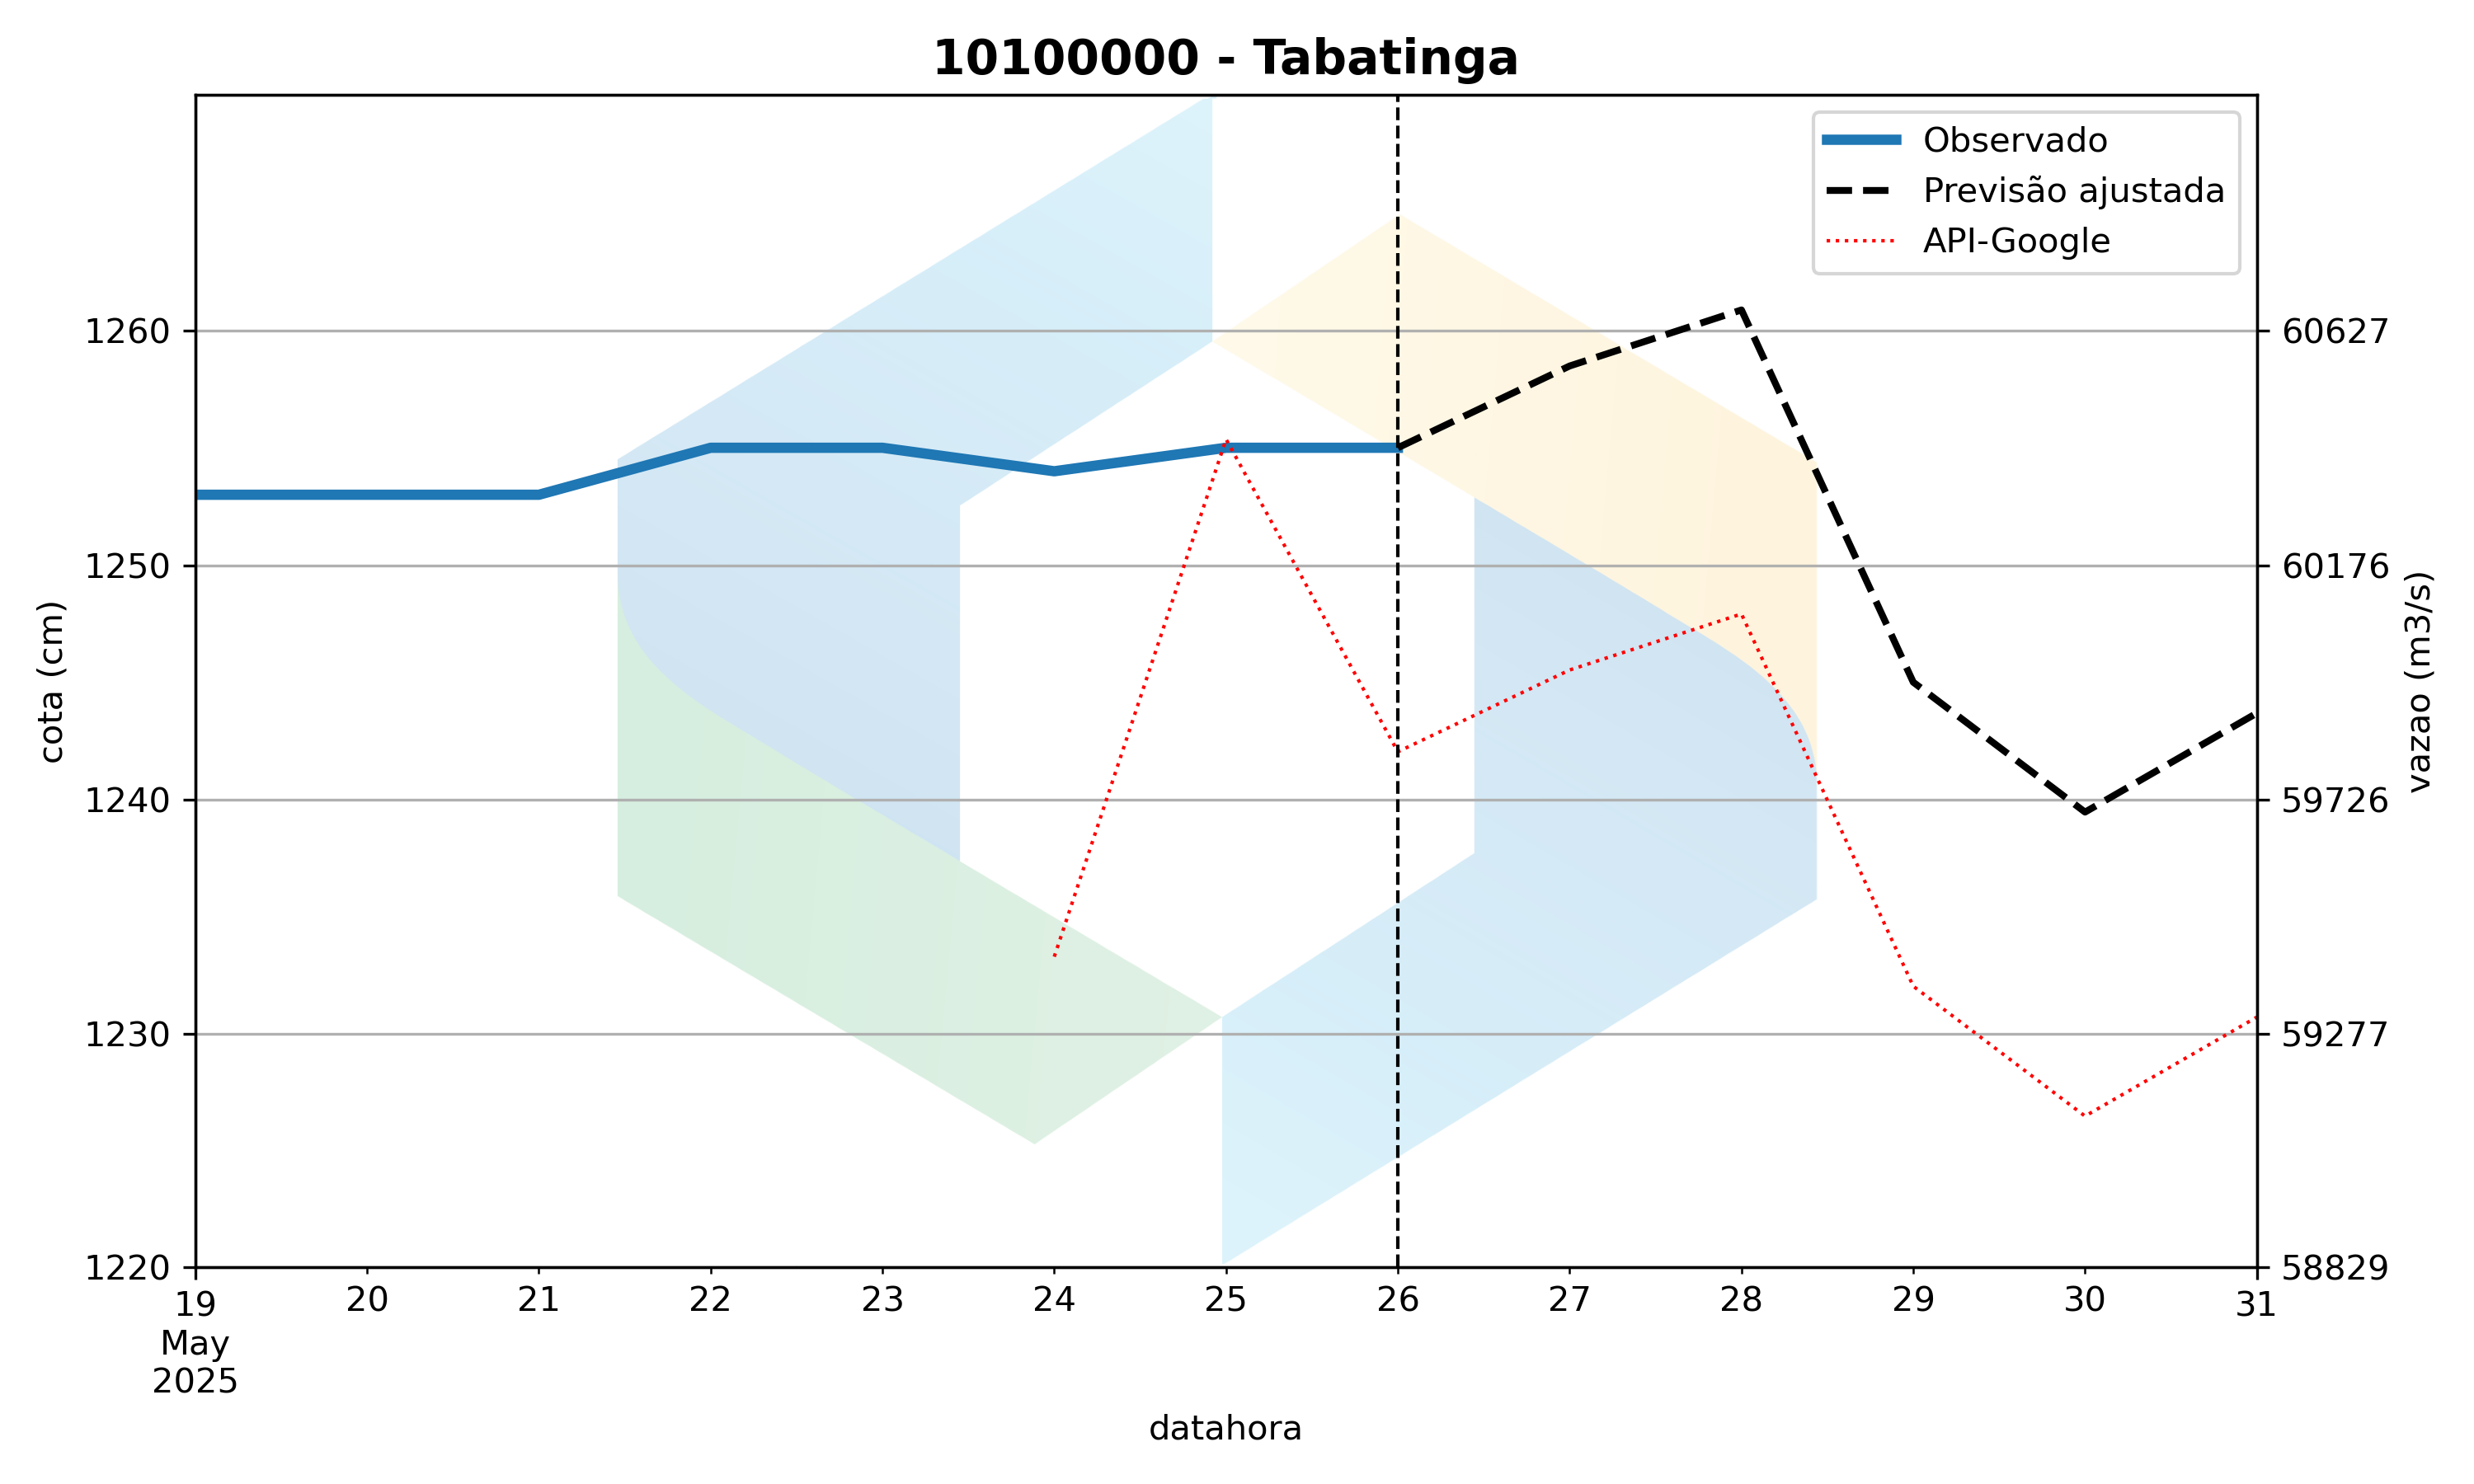 10100000 - Tabatinga
Observado
Previsão ajustada
API-Google
1260
1250
1240
1230
1220
cota (cm)
60627
60176
59726
59277
58829
vazao (m3/s)
19 20 21 22 23 24 25 26 27 28 29 30 31
May
2025
datahora